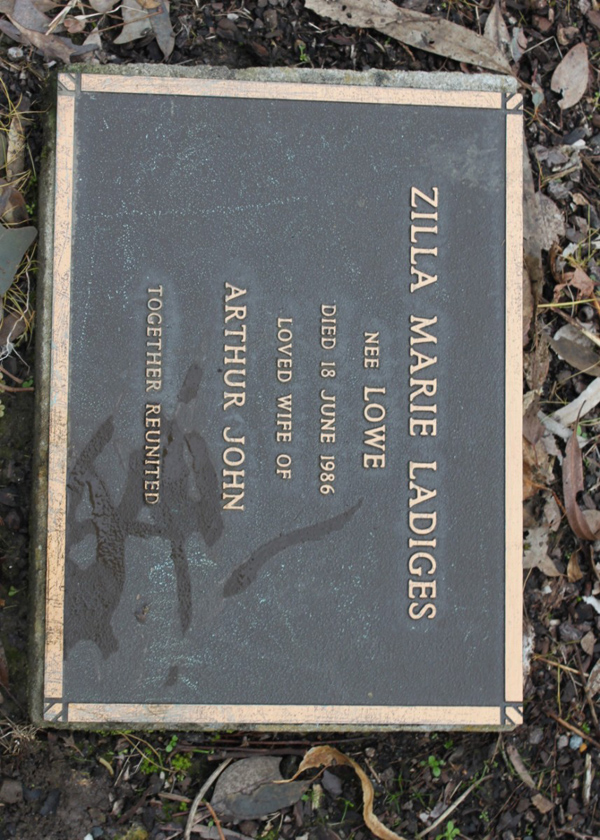 ZILLA MARIE LADIGES
NEE LOWE
DIED 18 JUNE 1986
LOVED WIFE OF
ARTHUR JOHN
TOGETHER REUNITED